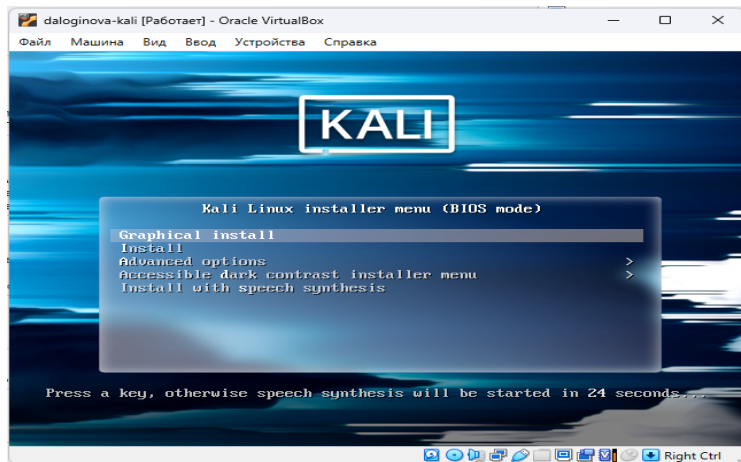 daloginova-kali [Работает] - Oracle VirtualBox
Файл Машина Вид Ввод Устройства Справка
KALI
Kali Linux installer menu (BIOS mode)
Graphical install
Install
Advanced options >
Accessible dark contrast installer menu >
Install with speech synthesis
Press a key, otherwise speech synthesis will be started in 24 seconds...
Right Ctrl